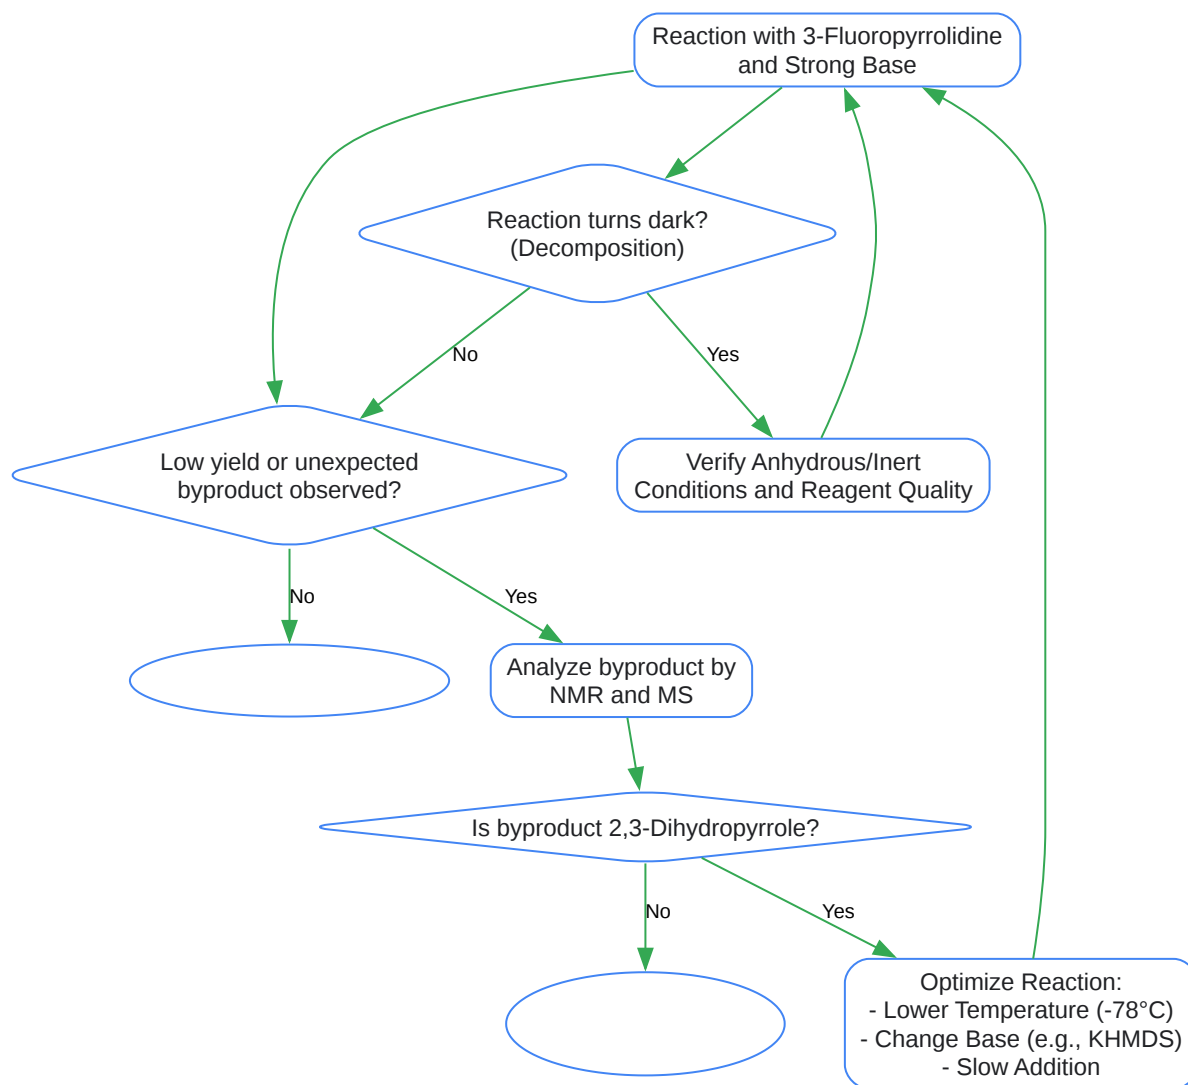 Reaction with 3-Fluoropyrrolidine
and Strong Base
Reaction turns dark?
(Decomposition)
No
Yes
Low yield or unexpected
byproduct observed?
Verify Anhydrous/Inert
Conditions and Reagent Quality
No
Yes
Analyze byproduct by
NMR and MS
Is byproduct 2,3-Dihydropyrrole?
No
Yes
Optimize Reaction:
- Lower Temperature (-78°C)
- Change Base (e.g., KHMDS)
- Slow Addition